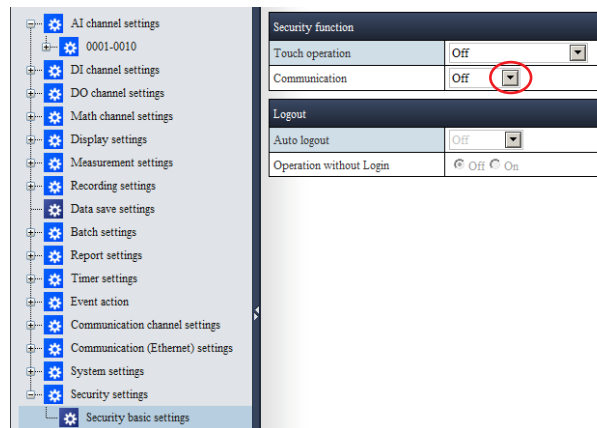 AI channel settings
0001-0010
DI channel settings
DO channel settings
Math channel settings
Display settings
Measurement settings
Recording settings
Data save settings
Batch settings
Report settings
Timer settings
Event action
Communication channel settings
Communication (Ethernet) settings
System settings
Security settings
Security basic settings
Security function
Touch operation Off
Communication Off
Logout
Auto logout Off
Operation without Login Off On